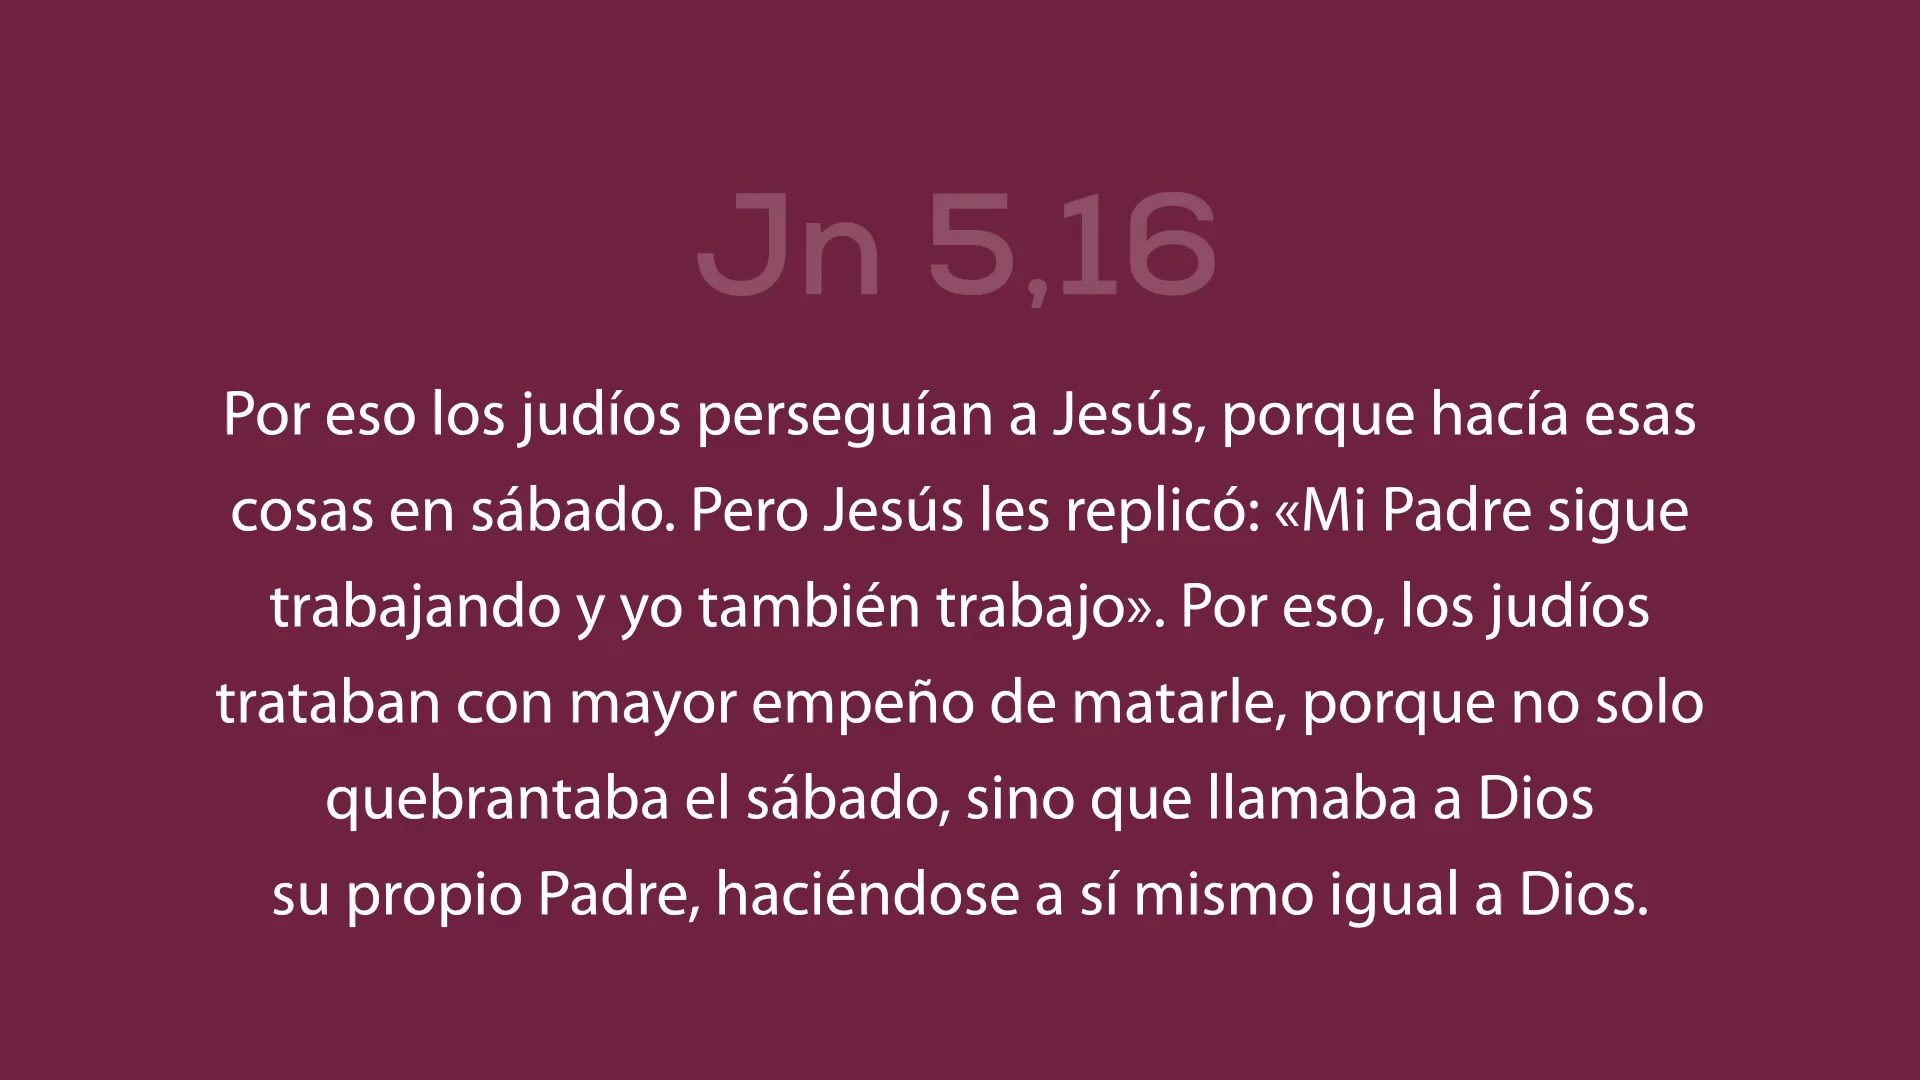 Jn 5,16
Por eso los judíos perseguían a Jesús, porque hacía esas
cosas en sábado. Pero Jesús les replicó: «Mi Padre sigue
trabajando y yo también trabajo». Por eso, los judíos
trataban con mayor empeño de matarle, porque no solo
quebrantaba el sábado, sino que llamaba a Dios
su propio Padre, haciéndose a sí mismo igual a Dios.